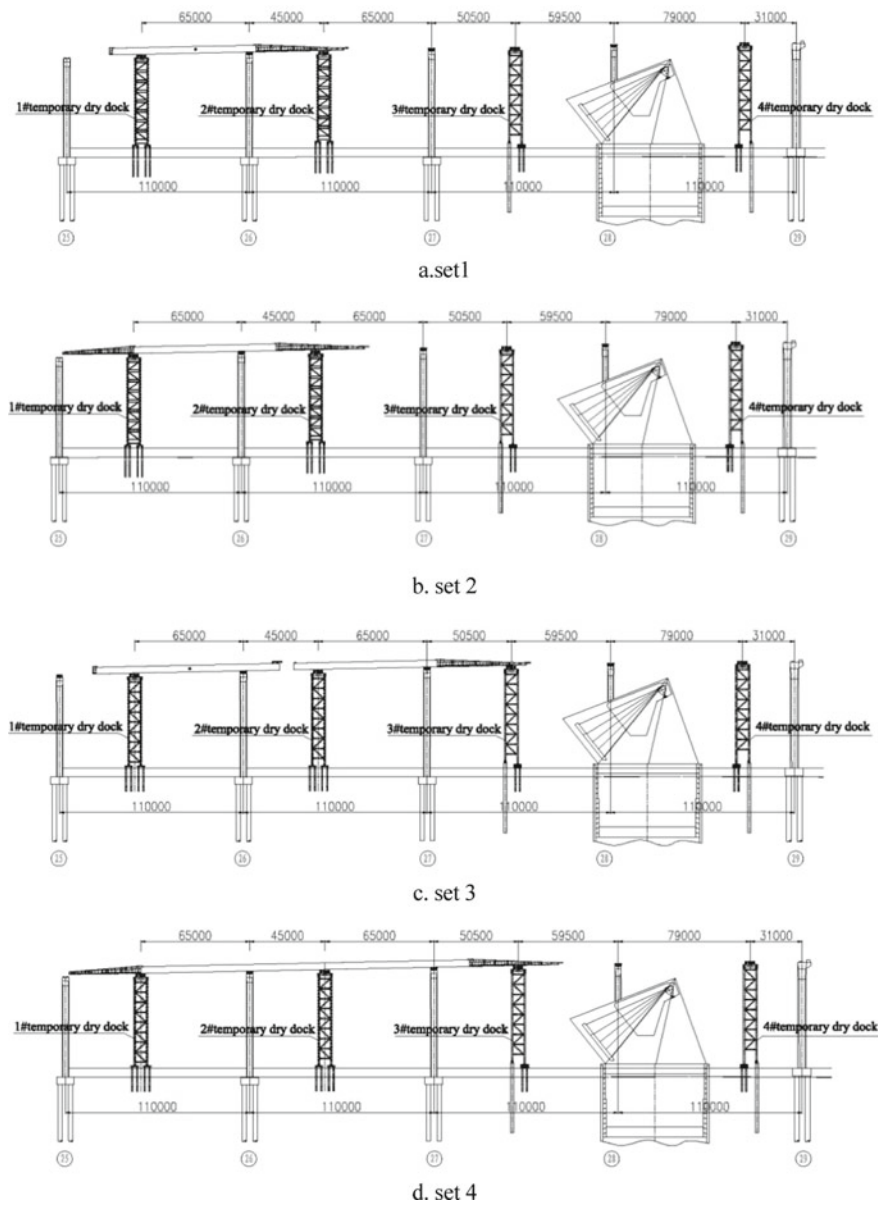 65000 45000 65000 50500 59500 79000 31000
1#temporary dry dock
2#temporary dry dock
3#temporary dry dock
4#temporary dry dock
110000 110000 110000 110000
25 26 27 28 29
a.set1
65000 45000 65000 50500 59500 79000 31000
1#temporary dry dock
2#temporary dry dock
3#temporary dry dock
4#temporary dry dock
110000 110000 110000 110000
25 26 27 28 29
b. set 2
65000 45000 65000 50500 59500 79000 31000
1#temporary dry dock
2#temporary dry dock
3#temporary dry dock
4#temporary dry dock
110000 110000 110000 110000
25 26 27 28 29
c. set 3
65000 45000 65000 50500 59500 79000 31000
1#temporary dry dock
2#temporary dry dock
3#temporary dry dock
4#temporary dry dock
110000 110000 110000 110000
25 26 27 28 29
d. set 4